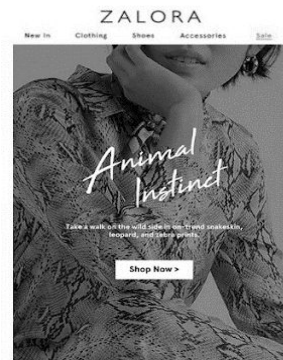 ZALORA
New In Clothing Shoes Accessories Sale
Animal
Instinct
Take a walk on the wild side in on-trend snakeskin,
leopard, and zebra prints.
Shop Now >